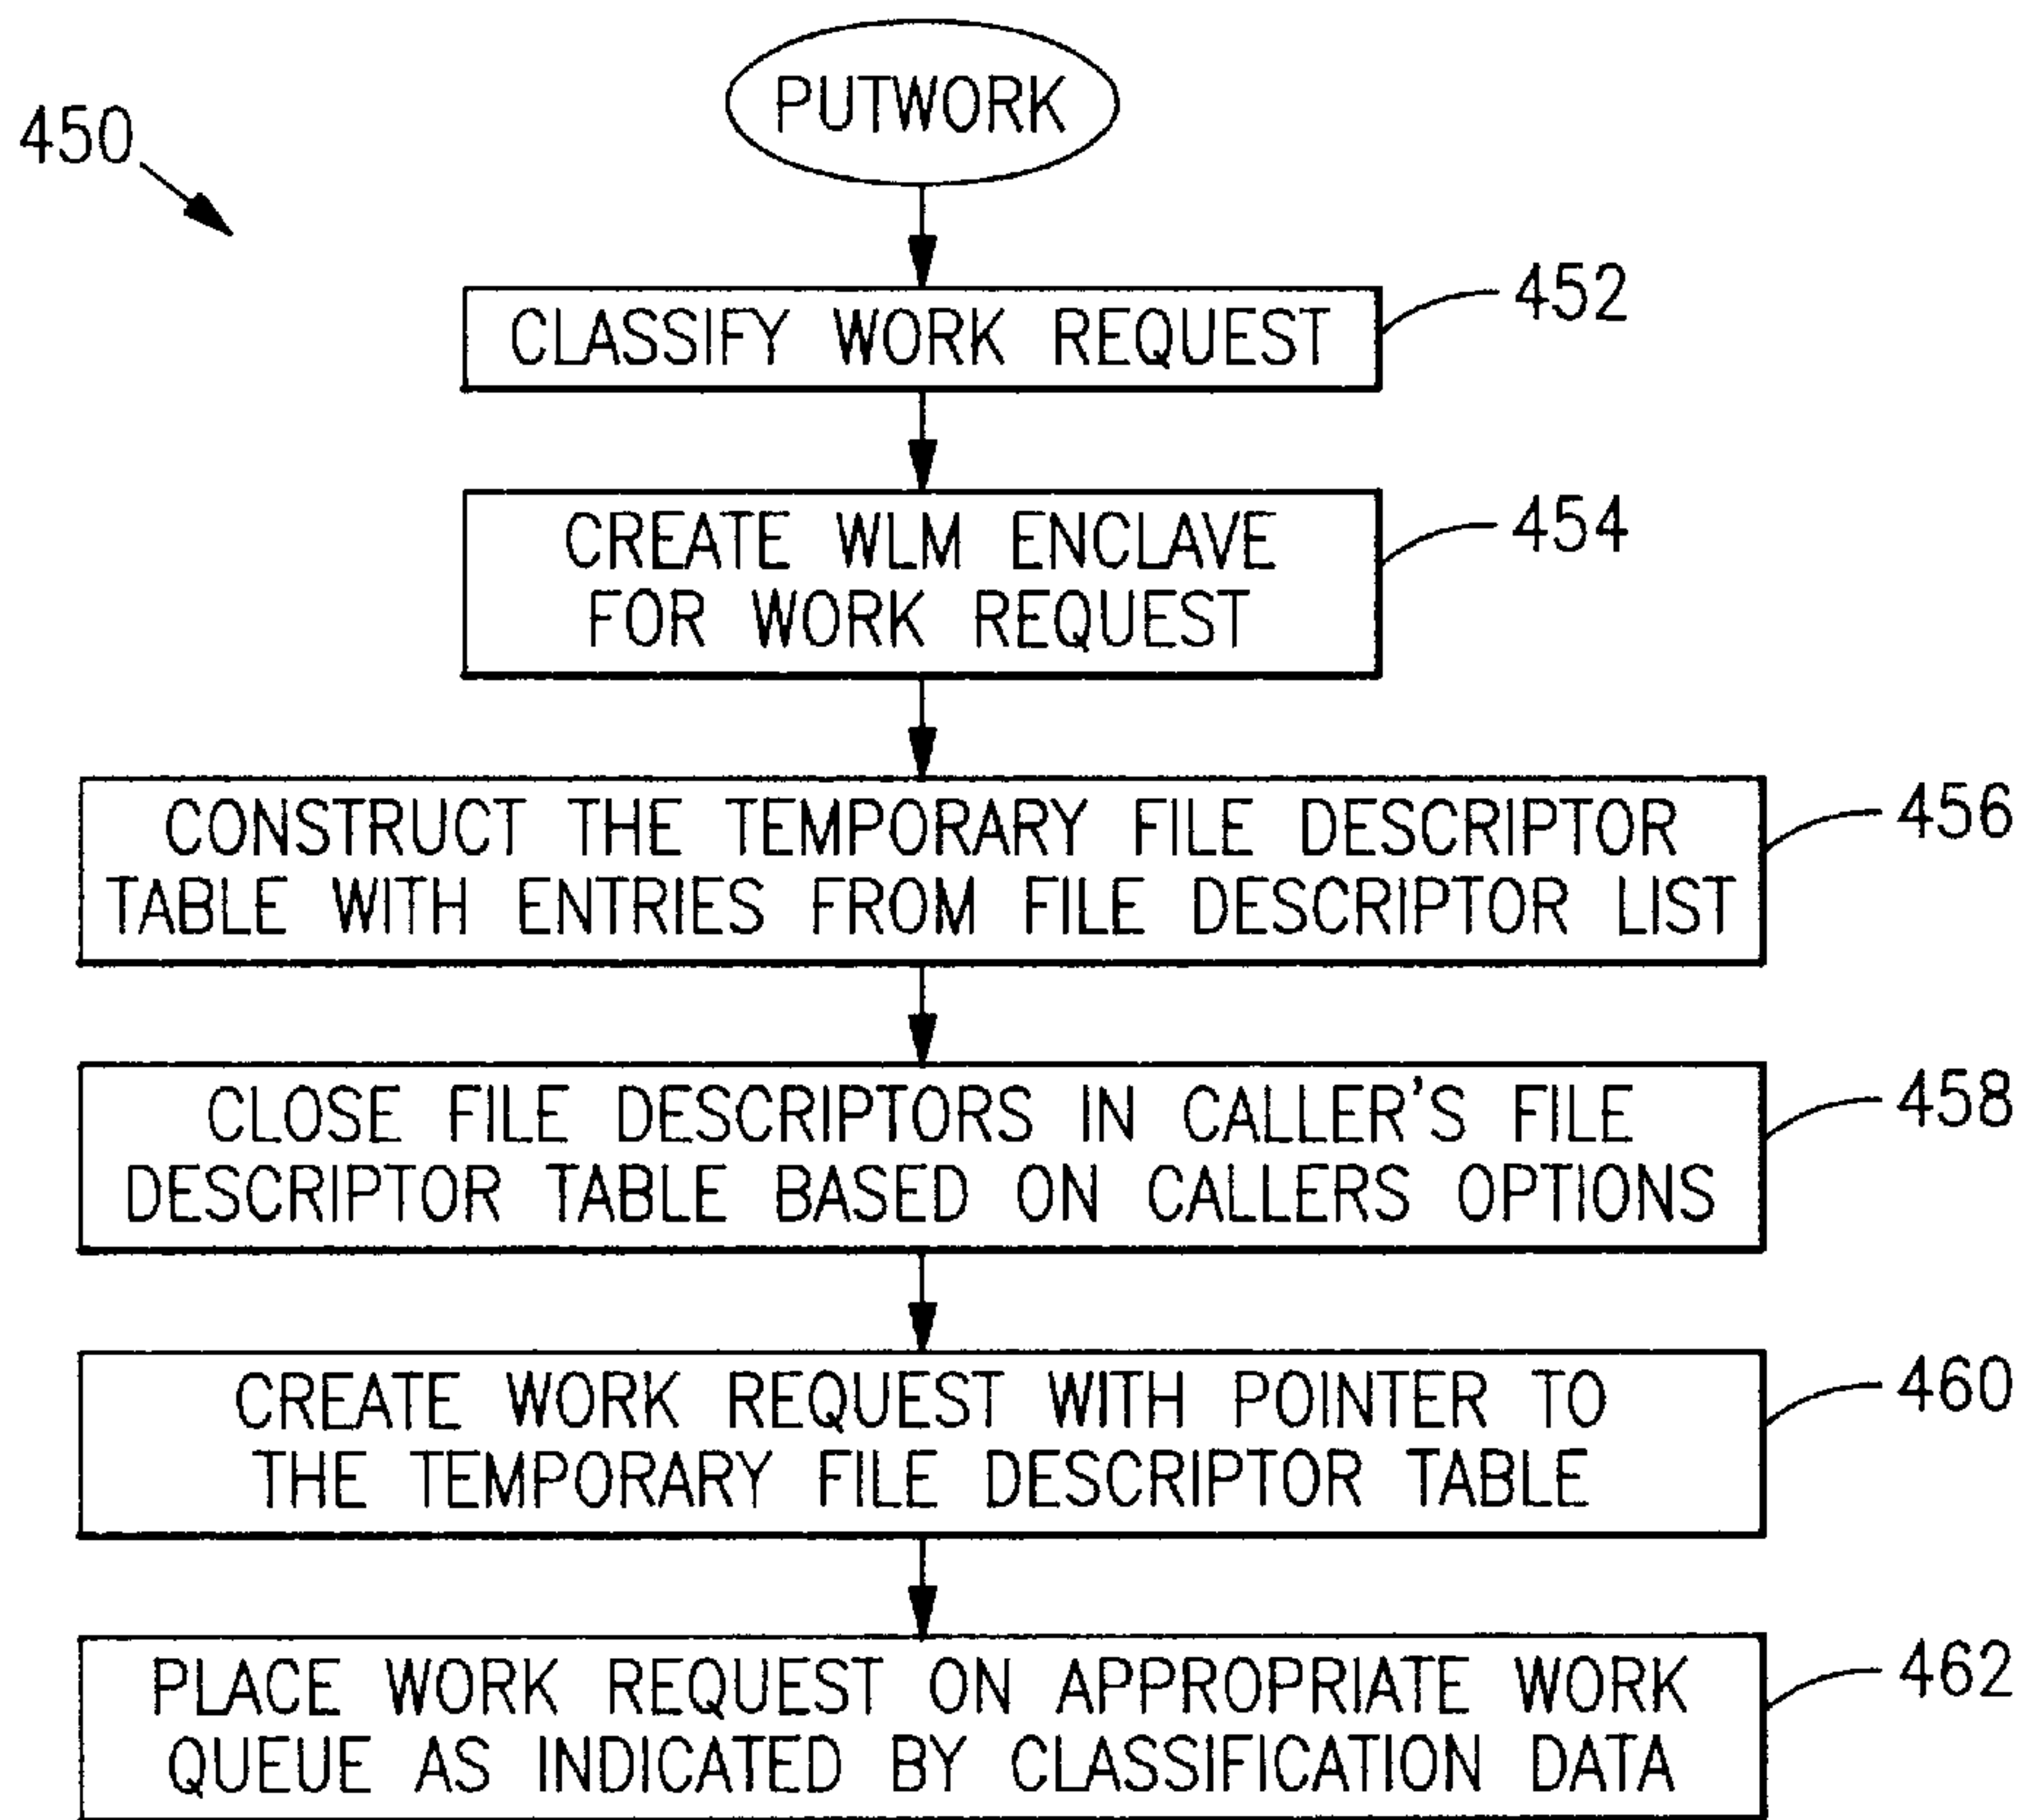 PUTWORK
450
CLASSIFY WORK REQUEST
452
CREATE WLM ENCLAVE
FOR WORK REQUEST
454
CONSTRUCT THE TEMPORARY FILE DESCRIPTOR
TABLE WITH ENTRIES FROM FILE DESCRIPTOR LIST
456
CLOSE FILE DESCRIPTORS IN CALLER'S FILE
DESCRIPTOR TABLE BASED ON CALLERS OPTIONS
458
CREATE WORK REQUEST WITH POINTER TO
THE TEMPORARY FILE DESCRIPTOR TABLE
460
PLACE WORK REQUEST ON APPROPRIATE WORK
QUEUE AS INDICATED BY CLASSIFICATION DATA
462